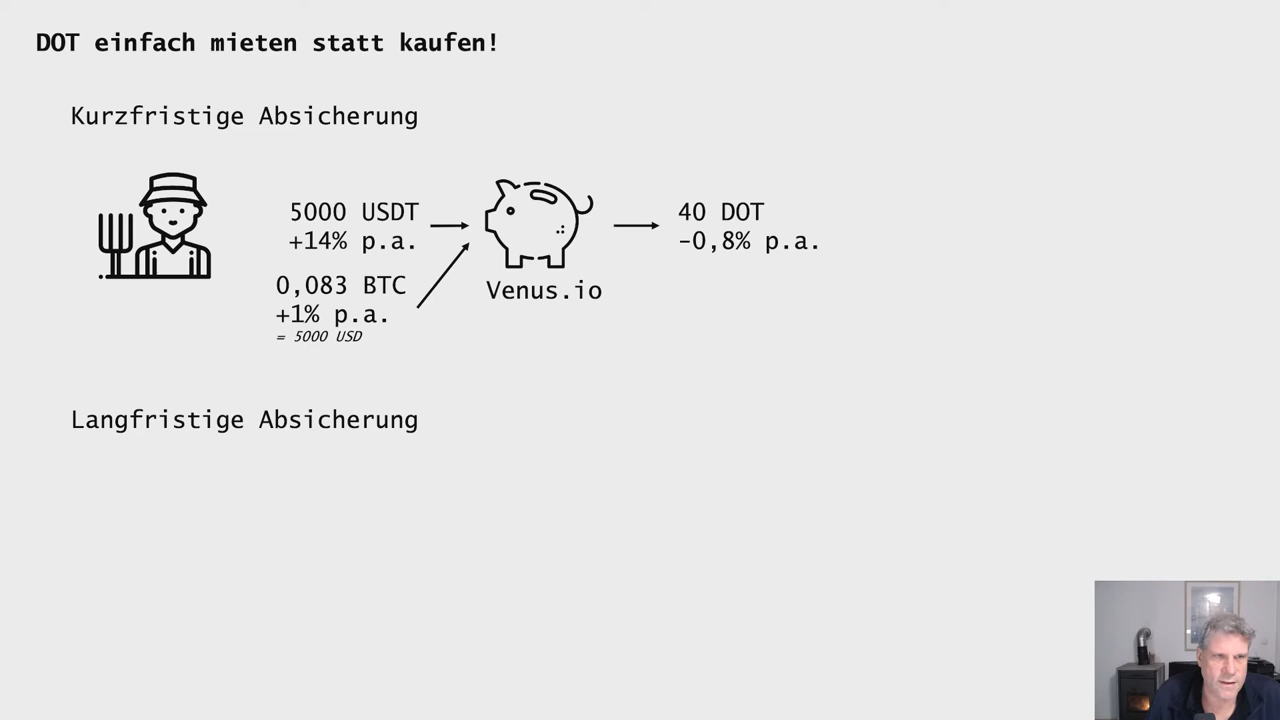 DOT einfach mieten statt kaufen!
Kurzfristige Absicherung
5000 USDT
+14% p.a.
0,083 BTC
+1% p.a.
= 5000 USD
Venus.io
40 DOT
-0,8% p.a.
Langfristige Absicherung